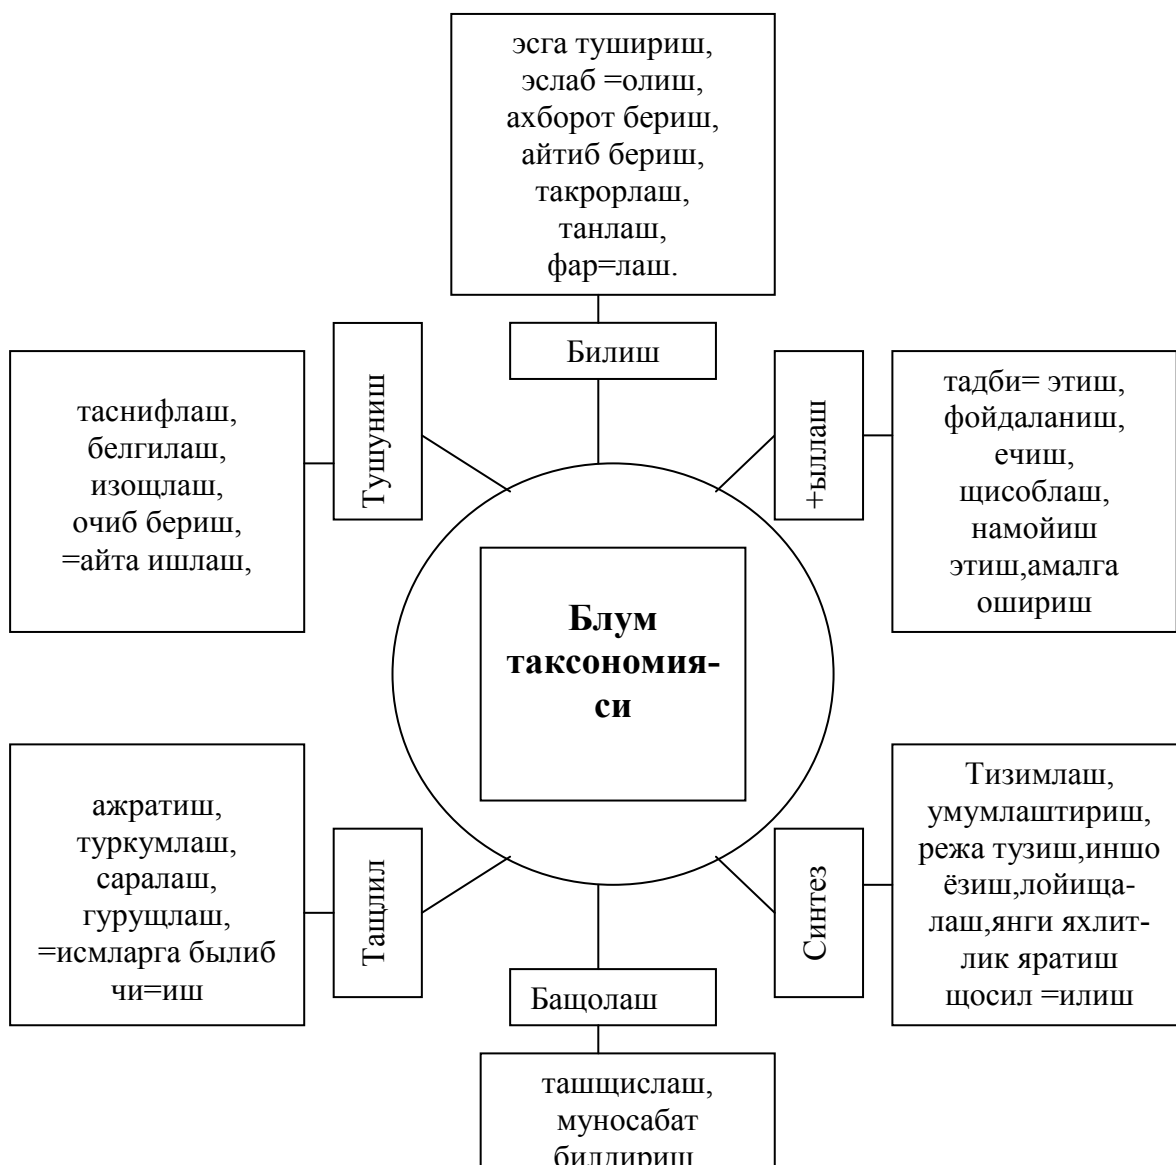 эсга тушириш,
эслаб =олиш,
ахборот бериш,
айтиб бериш,
такрорлаш,
танлаш,
фар=лаш.
Билиш
Тушуниш
таснифлаш,
белгилаш,
изощлаш,
очиб бериш,
=айта ишлаш,
+ыллаш
тадби= этиш,
фойдаланиш,
ечиш,
щисоблаш,
намойиш
этиш,амалга
ошириш
Блум
таксономия-
си
ажратиш,
туркумлаш,
саралаш,
гурущлаш,
=исмларга былиб
чи=иш
Тащлил
Синтез
Тизимлаш,
умумлаштириш,
режа тузиш,иншо
ёзиш,лойища-
лаш,янги яхлит-
лик яратиш
щосил =илиш
Бащолаш
ташщислаш,
муносабат
билдириш